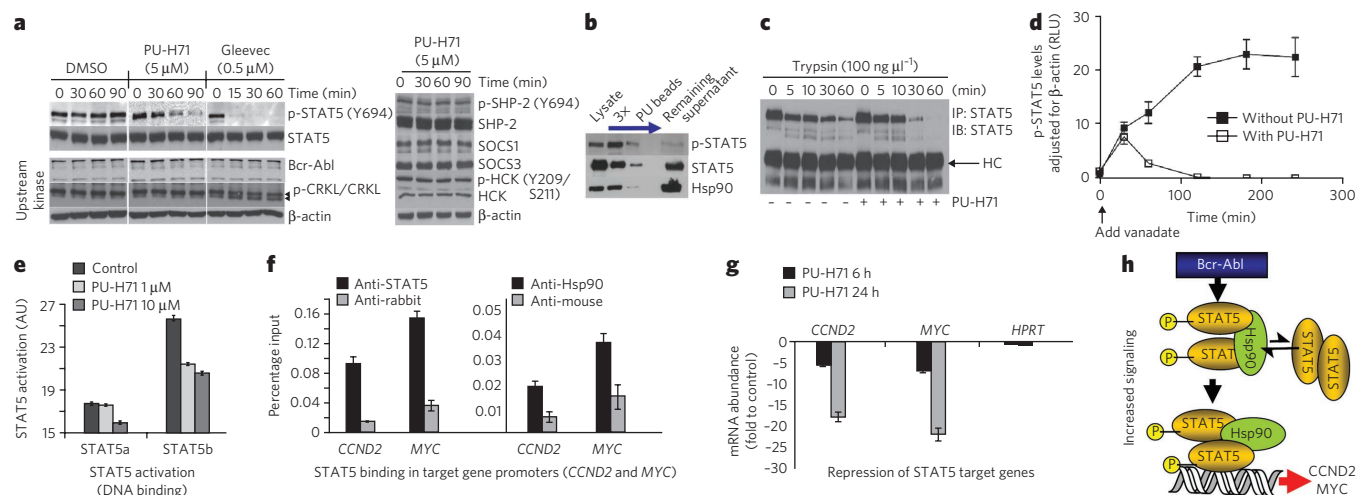 a
DMSO
PU-H71
(5 μM)
Gleevec
(0.5 μM)
0 30 60 90 0 30 60 90 0 15 30 60 Time (min)
p-STAT5 (Y694)
STAT5
Upstream kinase
Bcr-Abl
p-CRKL/CRKL
β-actin
PU-H71
(5 μM)
0 30 60 90 Time (min)
p-SHP-2 (Y694)
SHP-2
SOCS1
SOCS3
p-HCK (Y209/
S211)
HCK
β-actin
b
Lysate
3×
PU beads
Remaining
supernatant
p-STAT5
STAT5
Hsp90
c
Trypsin (100 ng μl⁻¹)
0 5 10 30 60 0 5 10 30 60 (min)
IP: STAT5
IB: STAT5
HC
– – – – – + + + + + PU-H71
d
p-STAT5 levels
adjusted for β-actin (RLU)
30
20
10
0
Without PU-H71
With PU-H71
0 100 200 300
Time (min)
Add vanadate
e
Control
PU-H71 1 μM
PU-H71 10 μM
STAT5 activation (AU)
27
23
19
15
STAT5a STAT5b
STAT5 activation
(DNA binding)
f
Anti-STAT5
Anti-rabbit
Percentage input
0.16
0.12
0.08
0.04
0
CCND2 MYC
Anti-Hsp90
Anti-mouse
0.05
0.04
0.03
0.02
0.01
CCND2 MYC
STAT5 binding in target gene promoters (CCND2 and MYC)
g
PU-H71 6 h
PU-H71 24 h
CCND2 MYC HPRT
mRNA abundance
(fold to control)
0
-5
-10
-15
-20
-25
-30
Repression of STAT5 target genes
h
Increased signaling
Bcr-Abl
P STAT5
Hsp90
P STAT
STAT5
STAT5
P STAT5
Hsp90
P STAT5
CCND2
MYC